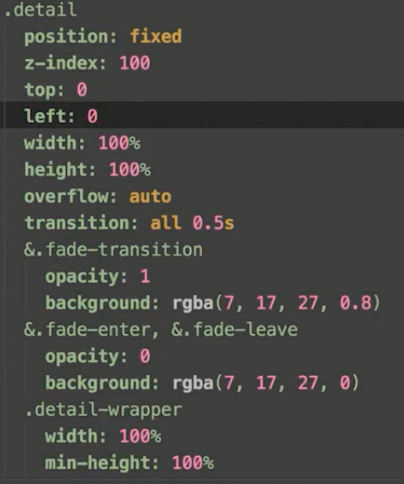 .detail
  position: fixed
  z-index: 100
  top: 0
  left: 0
  width: 100%
  height: 100%
  overflow: auto
  transition: all 0.5s
  &.fade-transition
    opacity: 1
    background: rgba(7, 17, 27, 0.8)
  &.fade-enter, &.fade-leave
    opacity: 0
    background: rgba(7, 17, 27, 0)
  .detail-wrapper
    width: 100%
    min-height: 100%